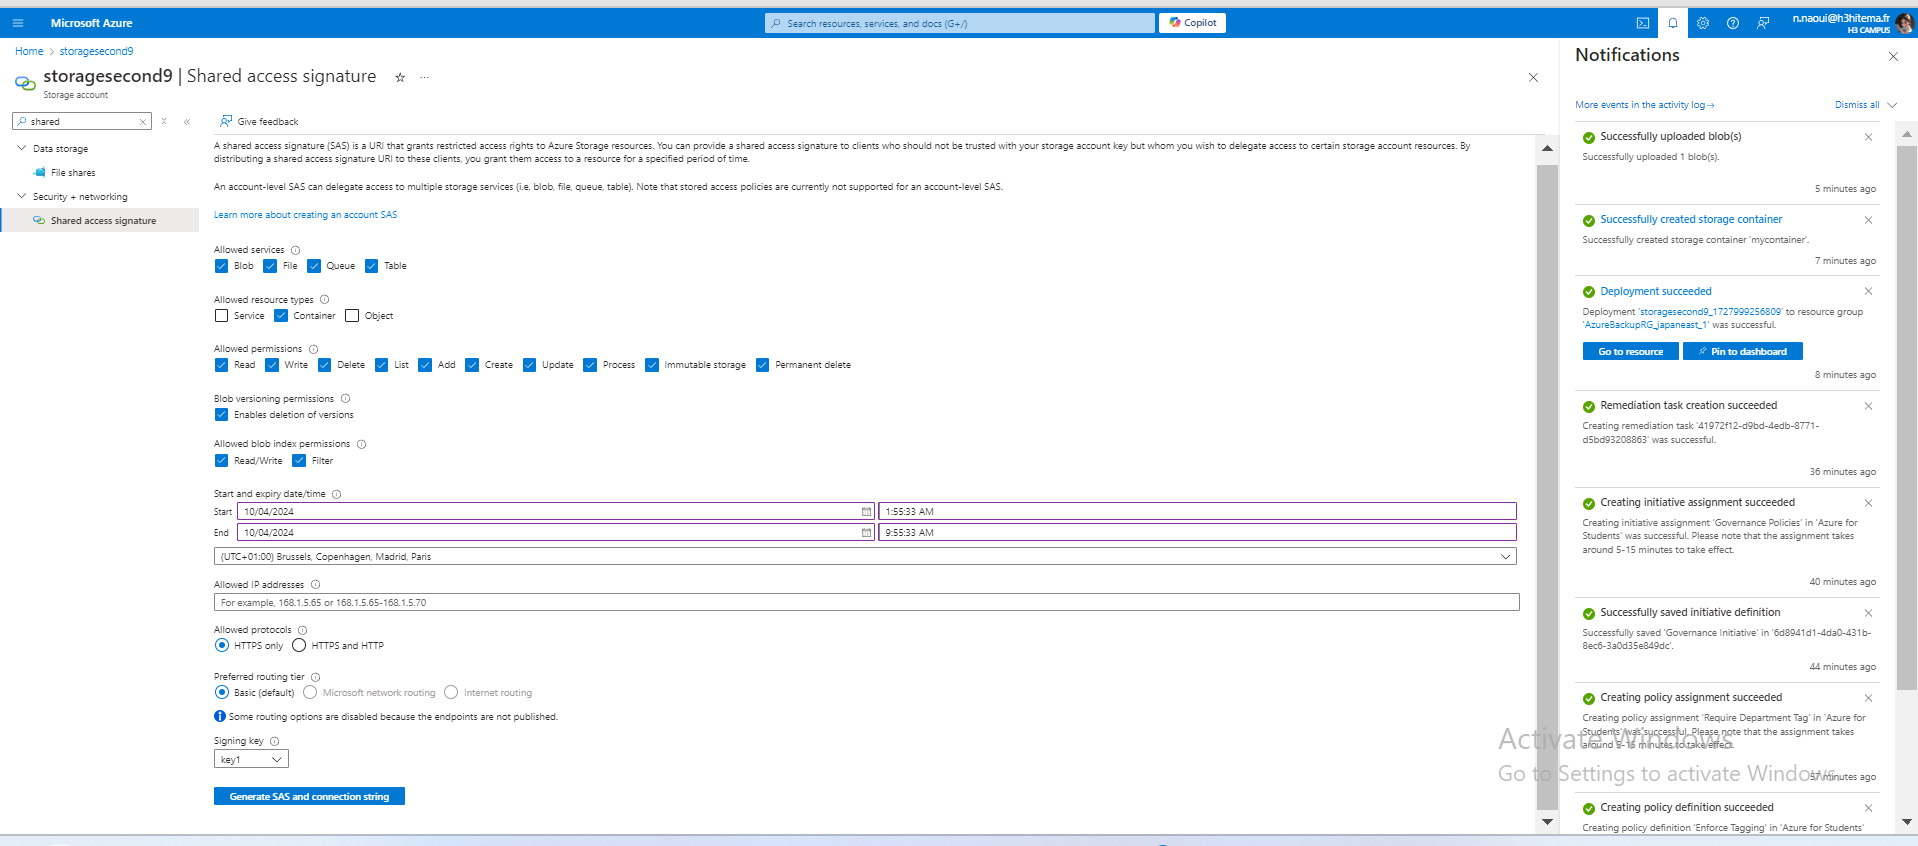 Microsoft Azure
Search resources, services, and docs (G+/)
Copilot
n.naoui@h3hitema.fr
H3 CAMPUS
Home > storagesecond9
storagesecond9 | Shared access signature
Storage account
shared
Data storage
File shares
Security + networking
Shared access signature
Give feedback
A shared access signature (SAS) is a URI that grants restricted access rights to Azure Storage resources. You can provide a shared access signature to clients who should not be trusted with your storage account key but whom you wish to delegate access to certain storage account resources. By
distributing a shared access signature URI to these clients, you grant them access to a resource for a specified period of time.
An account-level SAS can delegate access to multiple storage services (i.e. blob, file, queue, table). Note that stored access policies are currently not supported for an account-level SAS.
Learn more about creating an account SAS
Allowed services
Blob File Queue Table
Allowed resource types
Service Container Object
Allowed permissions
Read Write Delete List Add Create Update Process Immutable storage Permanent delete
Blob versioning permissions
Enables deletion of versions
Allowed blob index permissions
Read/Write Filter
Start and expiry date/time
Start 10/04/2024 1:55:33 AM
End 10/04/2024 9:55:33 AM
(UTC+01:00) Brussels, Copenhagen, Madrid, Paris
Allowed IP addresses
For example, 168.1.5.65 or 168.1.5.65-168.1.5.70
Allowed protocols
HTTPS only HTTPS and HTTP
Preferred routing tier
Basic (default) Microsoft network routing Internet routing
Some routing options are disabled because the endpoints are not published.
Signing key
key1
Generate SAS and connection string
Notifications
More events in the activity log→
Dismiss all
Successfully uploaded blob(s)
Successfully uploaded 1 blob(s).
5 minutes ago
Successfully created storage container
Successfully created storage container 'mycontainer'.
7 minutes ago
Deployment succeeded
Deployment 'storagesecond9_1727999256809' to resource group
'AzureBackupRG_japaneast_1' was successful.
Go to resource
Pin to dashboard
8 minutes ago
Remediation task creation succeeded
Creating remediation task '41972f12-d9bd-4edb-8771-
d5bd93208863' was successful.
36 minutes ago
Creating initiative assignment succeeded
Creating initiative assignment 'Governance Policies' in 'Azure for
Students' was successful. Please note that the assignment takes
around 5-15 minutes to take effect.
40 minutes ago
Successfully saved initiative definition
Successfully saved 'Governance Initiative' in '6d8941d1-4da0-431b-
8ec6-3a0d35e849dc'.
44 minutes ago
Creating policy assignment succeeded
Creating policy assignment 'Require Department Tag' in 'Azure for
Students' was successful. Please note that the assignment takes
around 5-15 minutes to take effect.
57 minutes ago
Creating policy definition succeeded
Creating policy definition 'Enforce Tagging' in 'Azure for Students'
Activate Windows
Go to Settings to activate Windows.